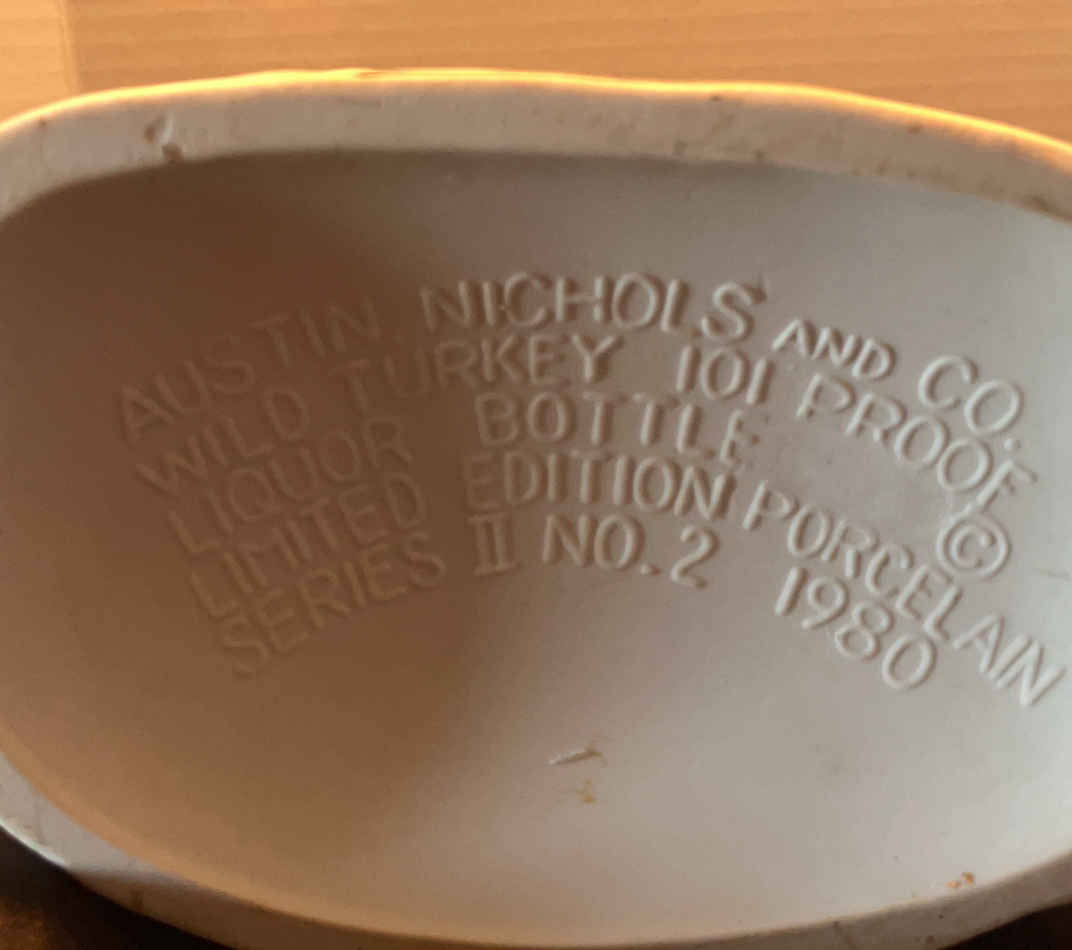 AUSTIN, NICHOLS AND CO.
WILD TURKEY 101 PROOF
LIQUOR BOTTLE ©
LIMITED EDITION PORCELAIN
SERIES II NO. 2 1980